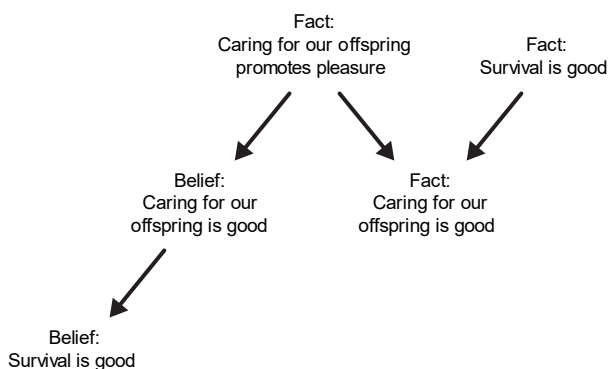 Fact:
Caring for our offspring
promotes pleasure
Fact:
Survival is good
Belief:
Caring for our
offspring is good
Fact:
Caring for our
offspring is good
Belief:
Survival is good